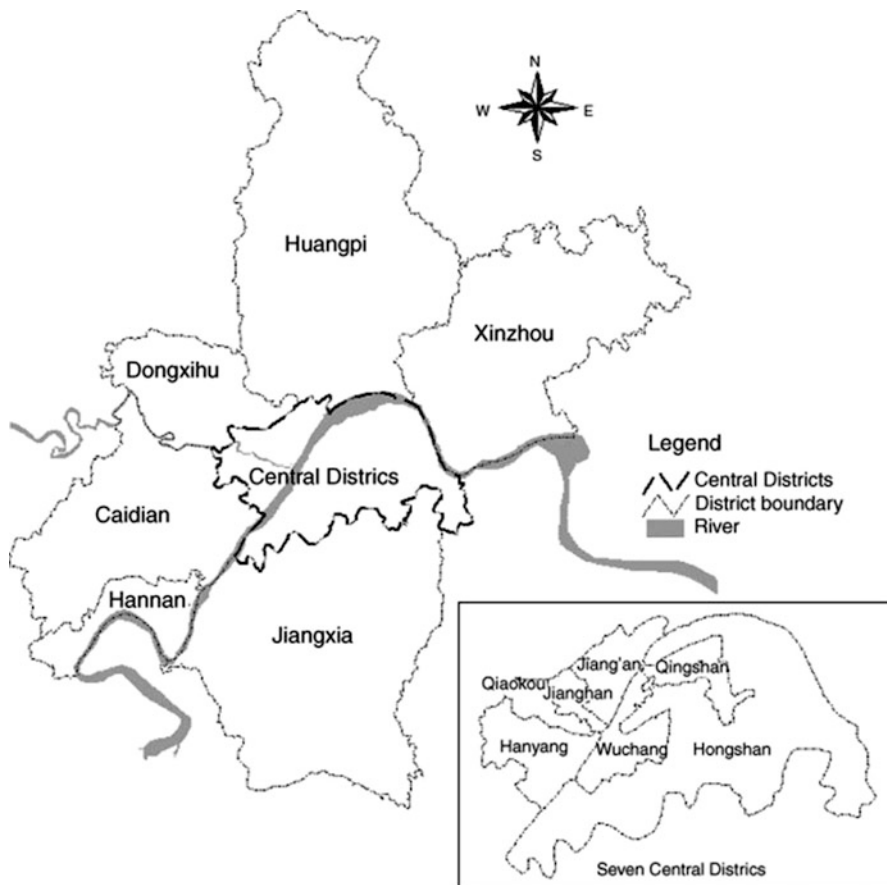 N
W E
S
Huangpi
Xinzhou
Dongxihu
Legend
Central Districts
District boundary
River
Central Districs
Caidian
Hannan
Jiangxia
Jiang'an
Qingshan
Qiaokou
Jianghan
Hanyang
Wuchang
Hongshan
Seven Central Districs